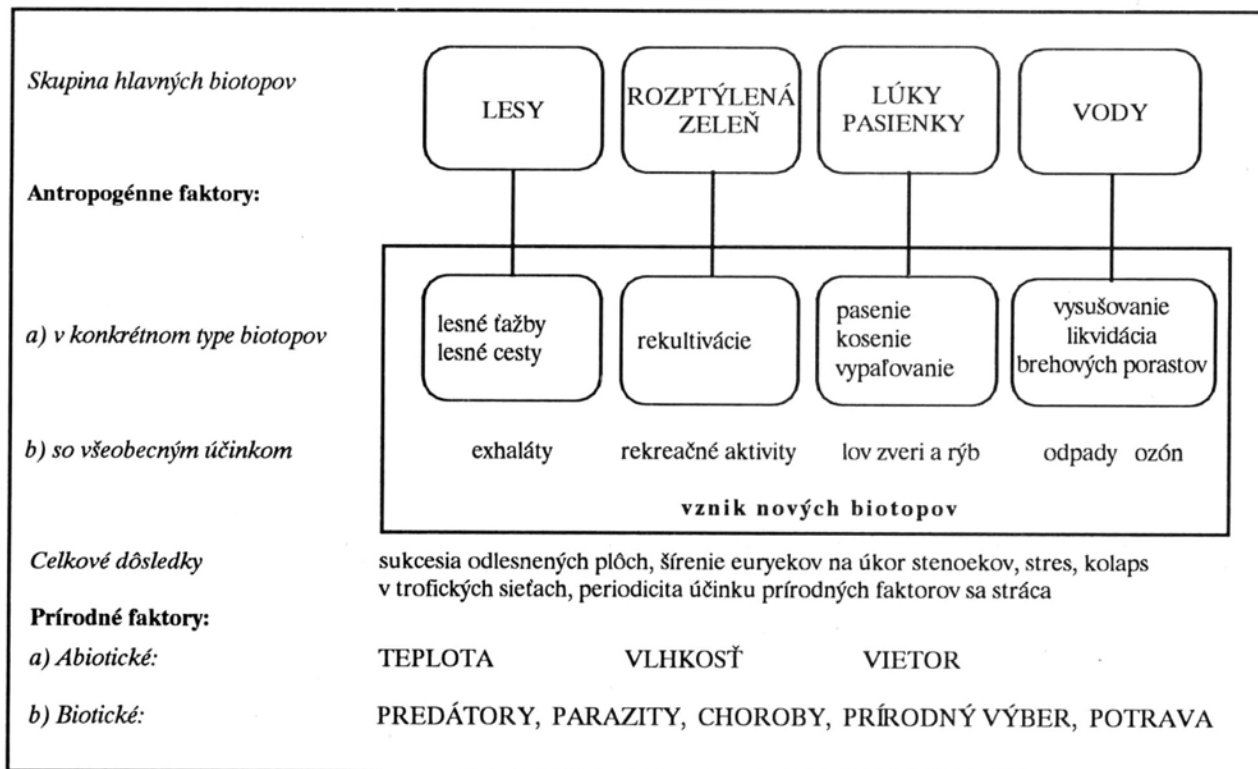 Skupina hlavných biotopov
LESY
ROZPTÝLENÁ
ZELEŇ
LÚKY
PASIENKY
VODY
Antropogénne faktory:
a) v konkrétnom type biotopov
lesné ťažby
lesné cesty
rekultivácie
pasenie
kosenie
vypaľovanie
vysušovanie
likvidácia
brehových porastov
b) so všeobecným účinkom
exhaláty rekreačné aktivity lov zveri a rýb odpady ozón
vznik nových biotopov
Celkové dôsledky
sukcesia odlesnených plôch, šírenie euryekov na úkor stenoekov, stres, kolaps
v trofických sieťach, periodicita účinku prírodných faktorov sa stráca
Prírodné faktory:
a) Abiotické: TEPLOTA VLHKOSŤ VIETOR
b) Biotické: PREDÁTORY, PARAZITY, CHOROBY, PRÍRODNÝ VÝBER, POTRAVA